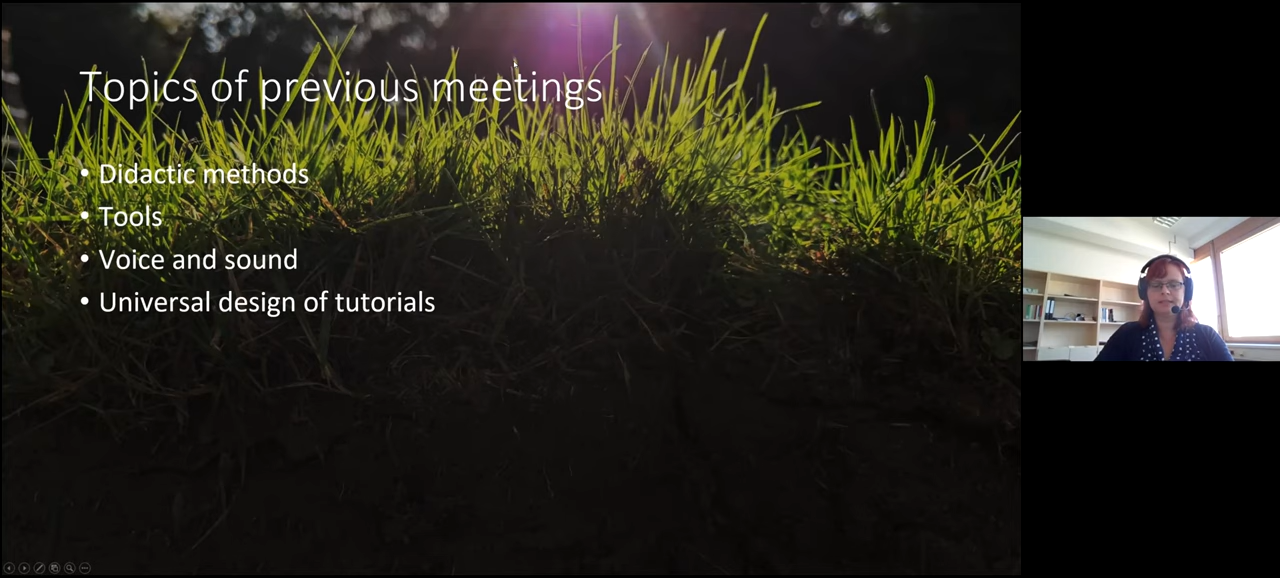 Topics of previous meetings
• Didactic methods
• Tools
• Voice and sound
• Universal design of tutorials